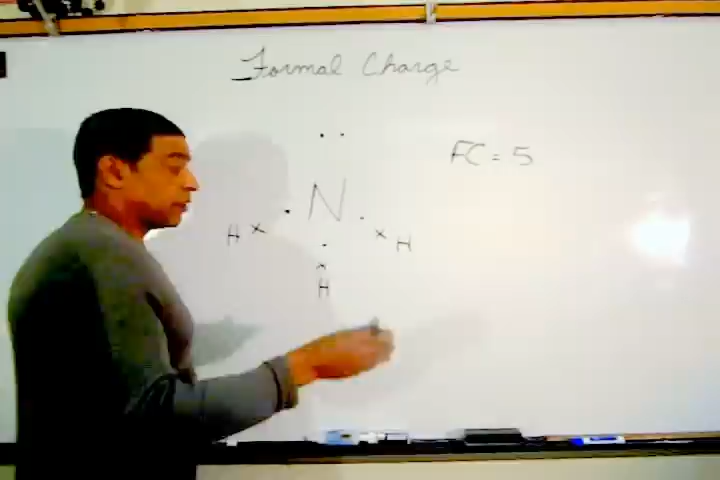 Formal Charge
FC = 5
N
H x
x H
x
H